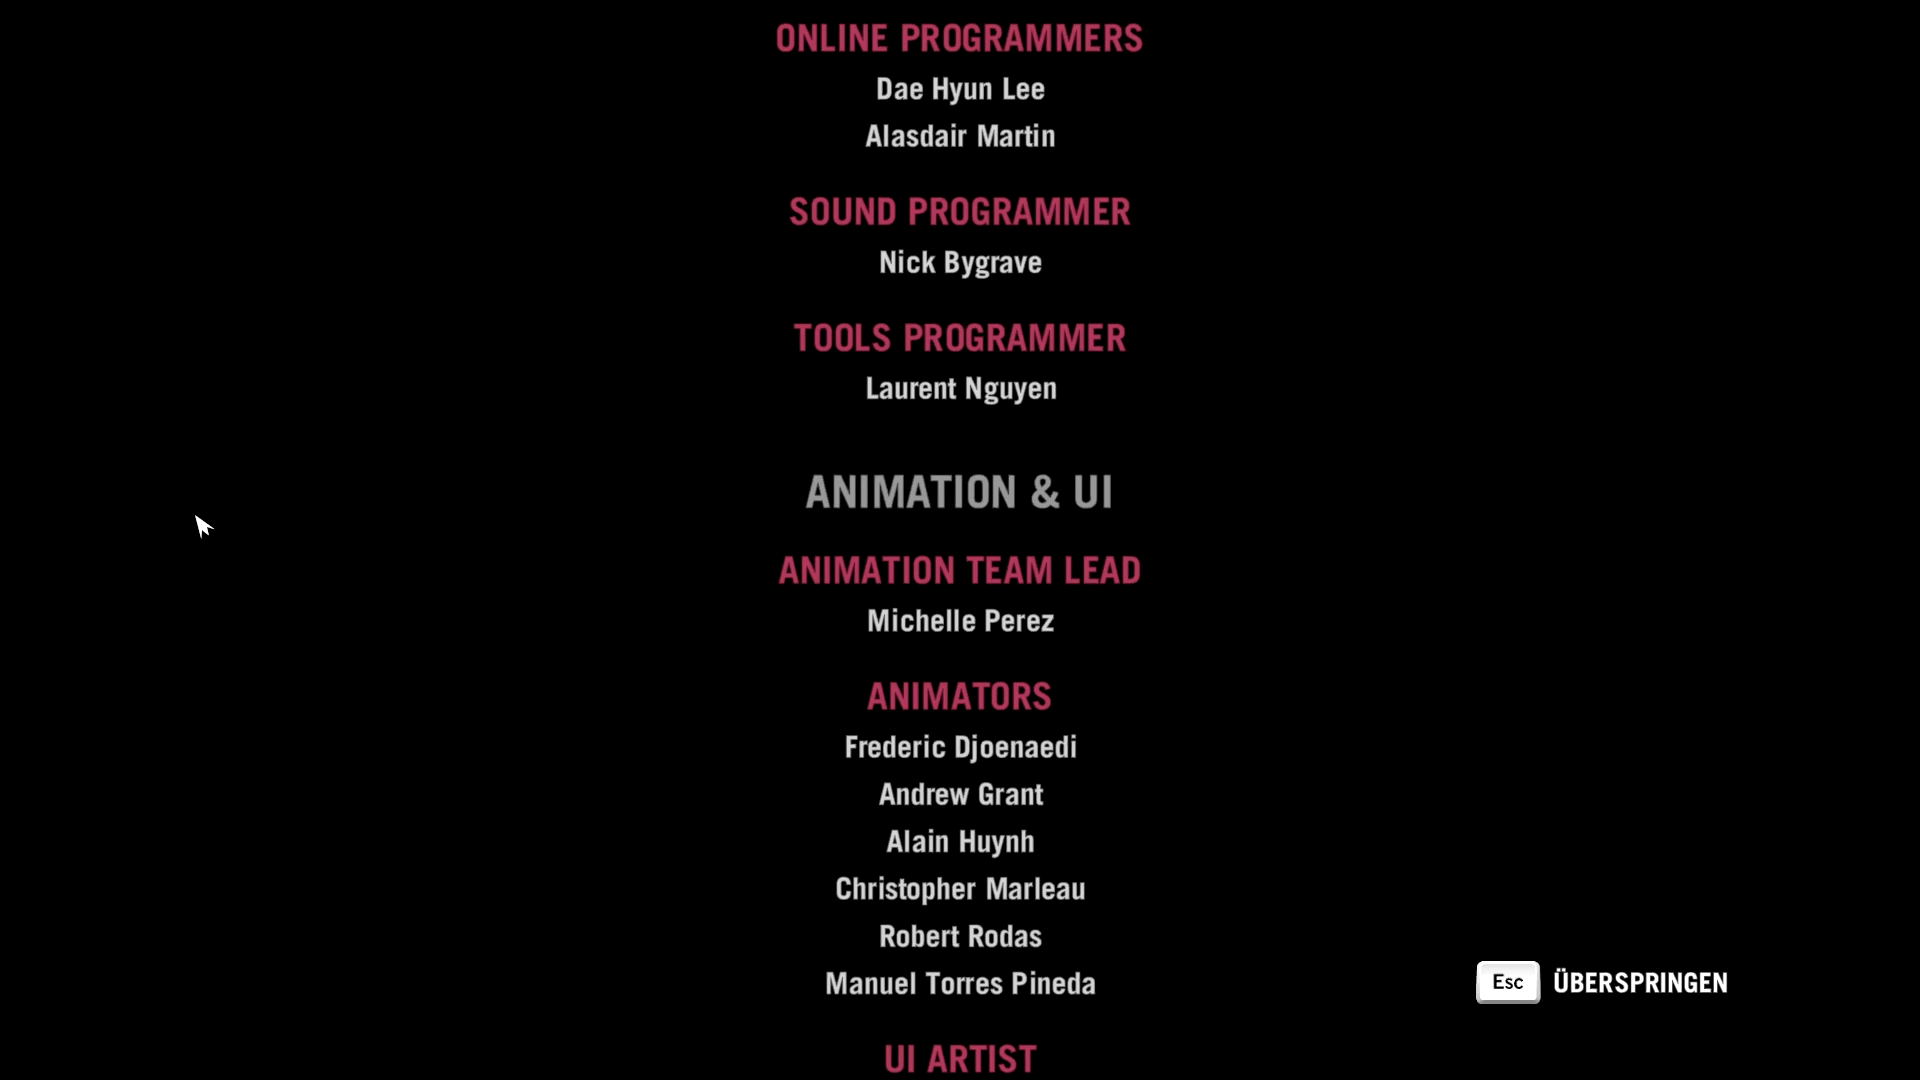 ONLINE PROGRAMMERS
Dae Hyun Lee
Alasdair Martin
SOUND PROGRAMMER
Nick Bygrave
TOOLS PROGRAMMER
Laurent Nguyen
ANIMATION & UI
ANIMATION TEAM LEAD
Michelle Perez
ANIMATORS
Frederic Djoenaedi
Andrew Grant
Alain Huynh
Christopher Marleau
Robert Rodas
Manuel Torres Pineda
Esc ÜBERSPRINGEN
UI ARTIST